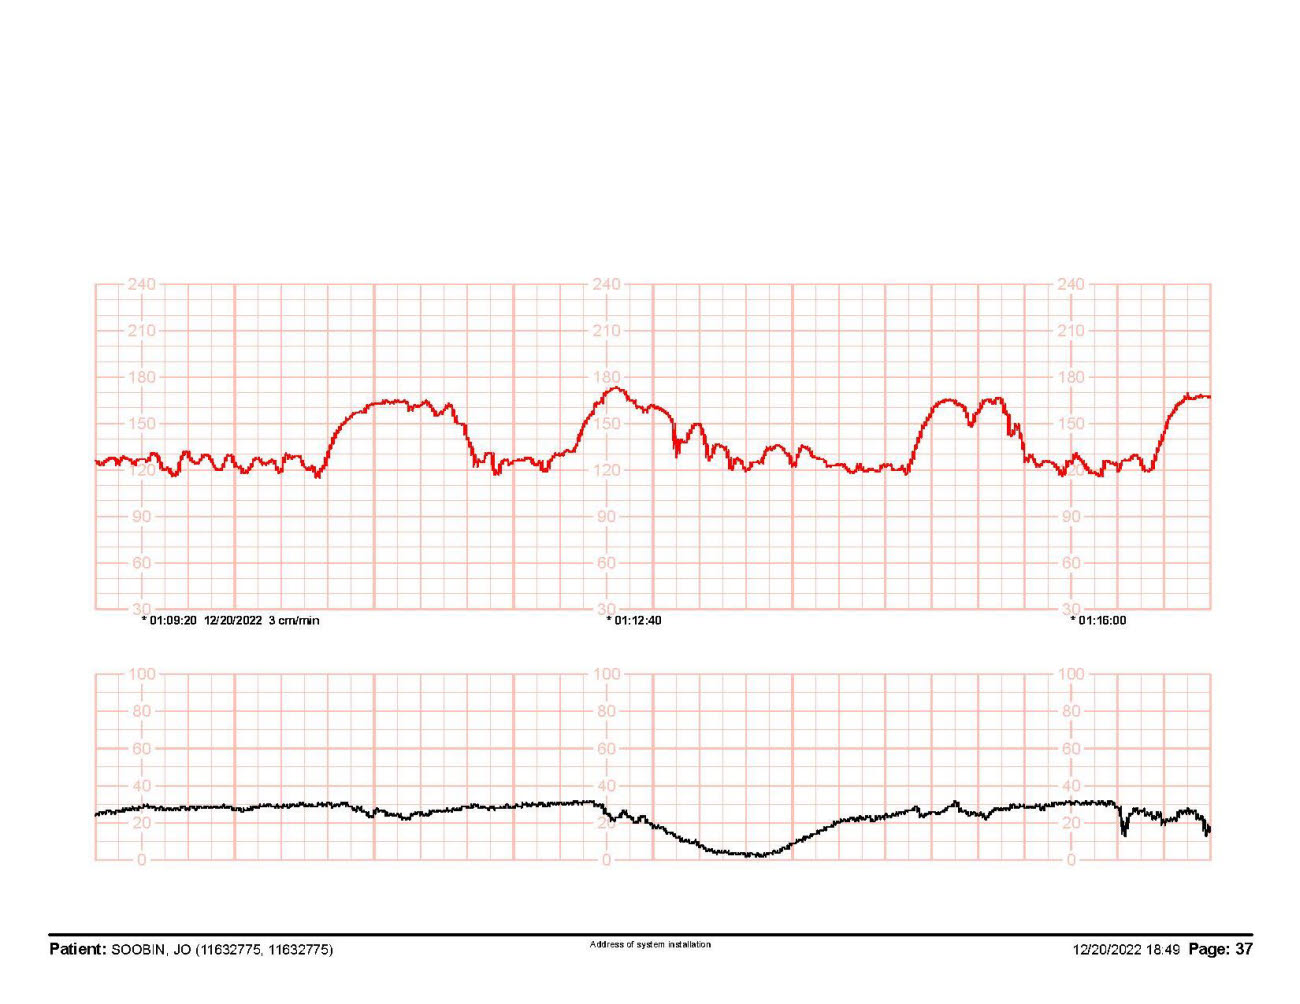 240 240 240
210 210 210
180 180 180
150 150 150
120 120 120
90 90 90
60 60 60
30 30 30
* 01:09:20 12/20/2022 3 cm/min * 01:12:40 * 01:16:00
100 100 100
80 80 80
60 60 60
40 40 40
20 20 20
0 0 0
Patient: SOOBIN, JO (11632775, 11632775) Address of system installation 12/20/2022 18:49 Page: 37